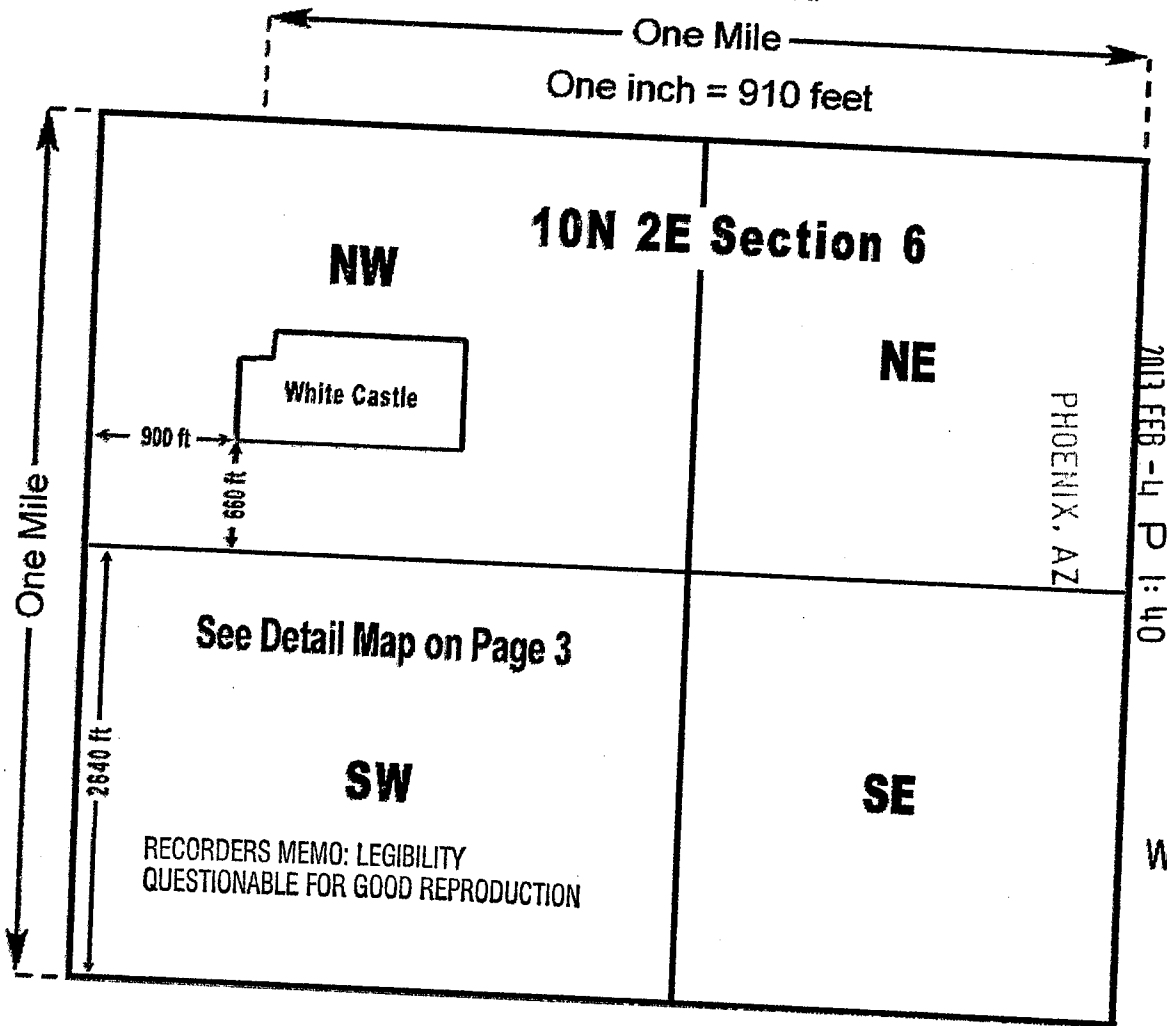 One Mile
One inch = 910 feet
10N 2E Section 6
NW
NE
White Castle
900 ft
660 ft
One Mile
2640 ft
See Detail Map on Page 3
SW
SE
RECORDERS MEMO: LEGIBILITY
QUESTIONABLE FOR GOOD REPRODUCTION
PHOENIX, AZ
2013 FEB -4 P 1:40